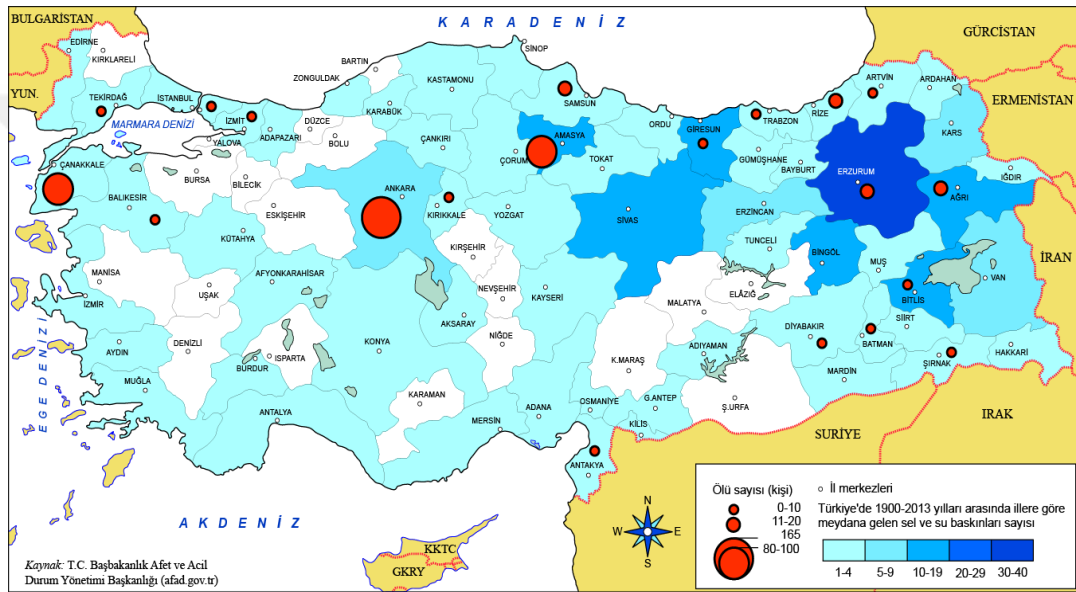 BULGARİSTAN
KARADENİZ
GÜRCİSTAN
EDİRNE
KIRKLARELİ
SİNOP
BARTIN
ZONGULDAK
KASTAMONU
ARTVİN
ARDAHAN
YUN.
TEKİRDAĞ
İSTANBUL
KARABÜK
SAMSUN
RİZE
ERMENİSTAN
İZMİT
ADAPAZARI
DÜZCE
BOLU
ORDU
GİRESUN
TRABZON
KARS
MARMARA DENİZİ
YALOVA
ÇANKIRI
AMASYA
ÇANAKKALE
BURSA
BİLECİK
ÇORUM
TOKAT
GÜMÜŞHANE
BAYBURT
ERZURUM
IĞDIR
BALIKESİR
ESKİŞEHİR
ANKARA
KIRIKKALE
YOZGAT
SİVAS
ERZİNCAN
AĞRI
KÜTAHYA
KIRŞEHİR
TUNCELİ
BİNGÖL
MUŞ
VAN
İRAN
MANİSA
AFYONKARAHİSAR
İZMİR
UŞAK
NEVŞEHİR
KAYSERİ
MALATYA
ELÂZIĞ
BİTLİS
SİİRT
EGE DENİZİ
AKSARAY
DİYABAKIR
BATMAN
AYDIN
DENİZLİ
BURDUR
ISPARTA
KONYA
NİĞDE
K.MARAŞ
ADIYAMAN
ŞIRNAK
HAKKARİ
MUĞLA
MARDİN
KARAMAN
ANTALYA
MERSİN
ADANA
OSMANİYE
G.ANTEP
Ş.URFA
KİLİS
IRAK
SURİYE
ANTAKYA
AKDENİZ
KKTC
GKRY
N
W E
S
Ölü sayısı (kişi)
0-10
11-20
165
80-100
İl merkezleri
Türkiye'de 1900-2013 yılları arasında illere göre
meydana gelen sel ve su baskınları sayısı
1-4 5-9 10-19 20-29 30-40
Kaynak: T.C. Başbakanlık Afet ve Acil
Durum Yönetimi Başkanlığı (afad.gov.tr)